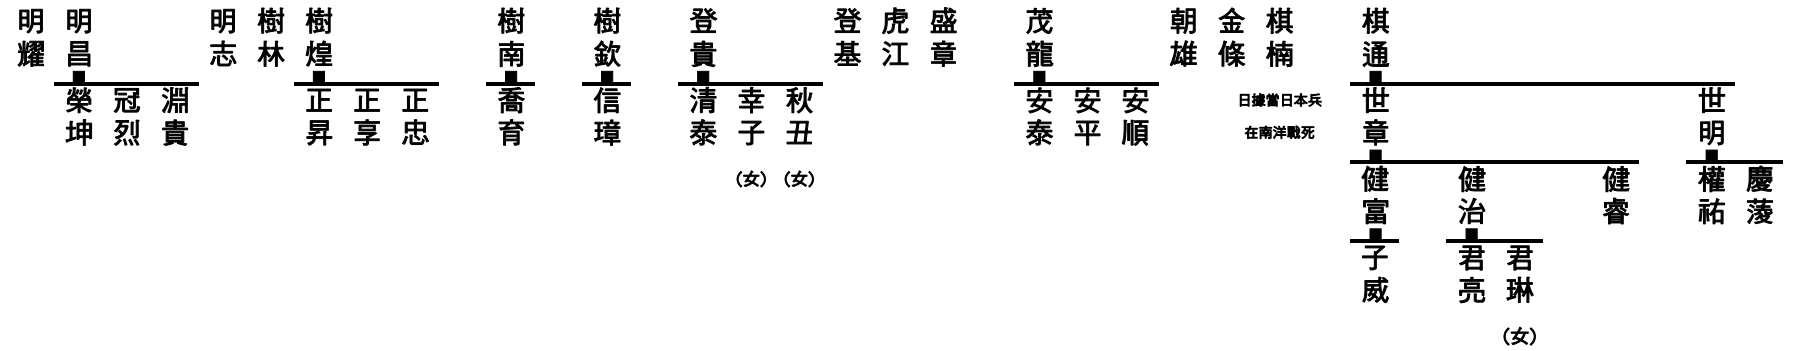 棋通
棋楠
金條
朝雄
茂龍
盛章
虎江
登基
登貴
樹欽
樹南
樹煌
樹林
明志
明昌
明耀
世明
世章
日據當日本兵
在南洋戰死
安順
安平
安泰
秋丑
（女）
幸子
（女）
清泰
信璋
喬育
正忠
正享
正昇
淵貴
冠烈
榮坤
慶菱
權祐
健睿
健治
健富
君琳
（女）
君亮
子威